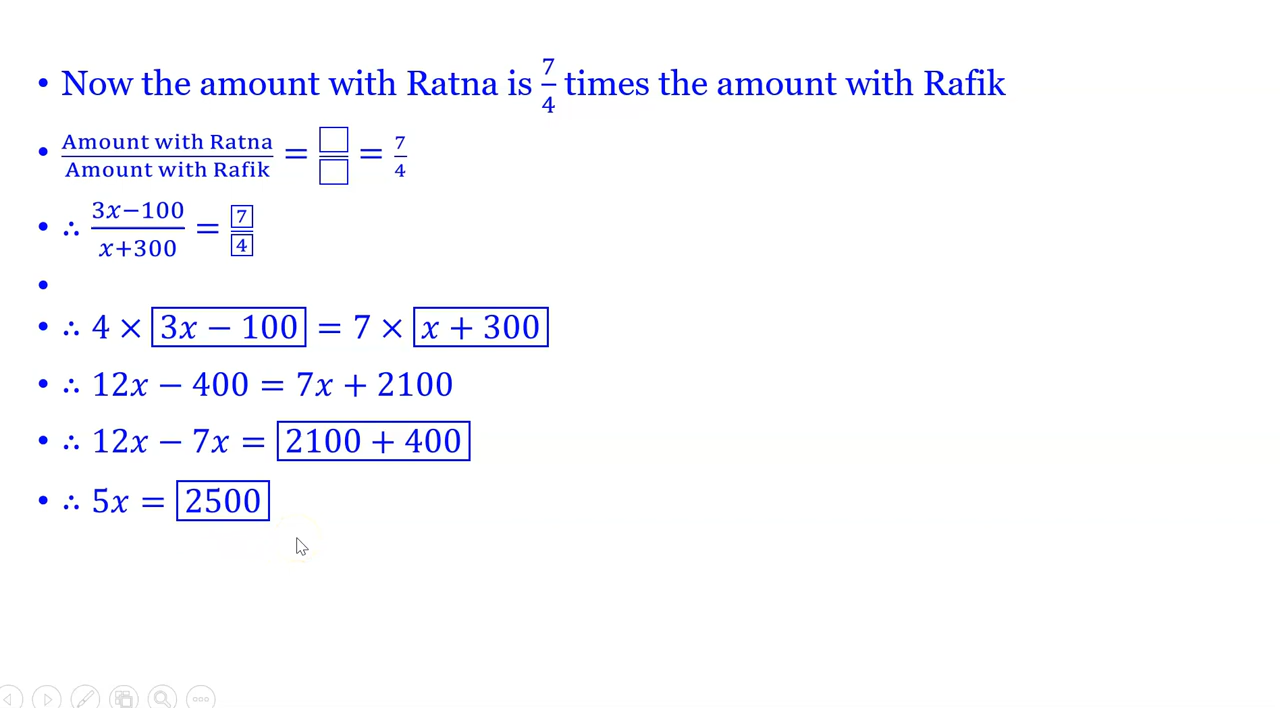 • Now the amount with Ratna is 7/4 times the amount with Rafik
• Amount with Ratna/Amount with Rafik = □/□ = 7/4
• ∴ 3x−100/x+300 = 7/4
•
• ∴ 4 × 3x − 100 = 7 × x + 300
• ∴ 12x − 400 = 7x + 2100
• ∴ 12x − 7x = 2100 + 400
• ∴ 5x = 2500